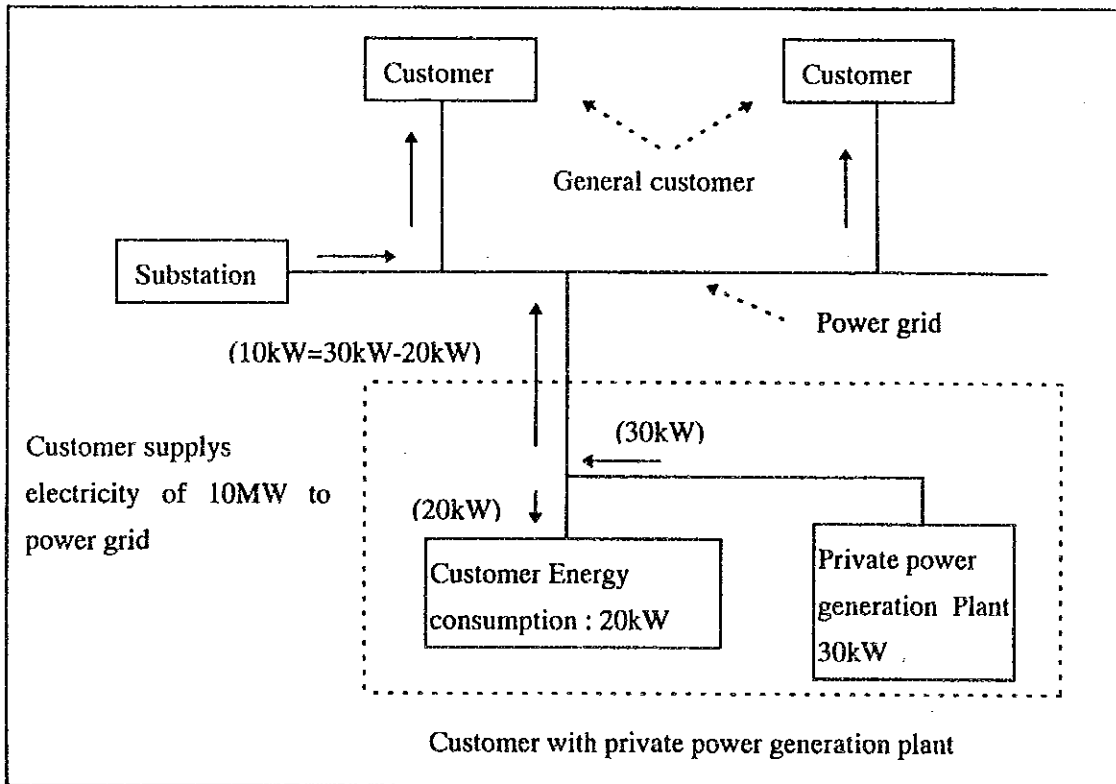 Customer
Customer
General customer
Substation
Power grid
(10kW=30kW-20kW)
(30kW)
Customer supplys
electricity of 10MW to
power grid
(20kW)
Customer Energy
consumption : 20kW
Private power
generation Plant
30kW
Customer with private power generation plant